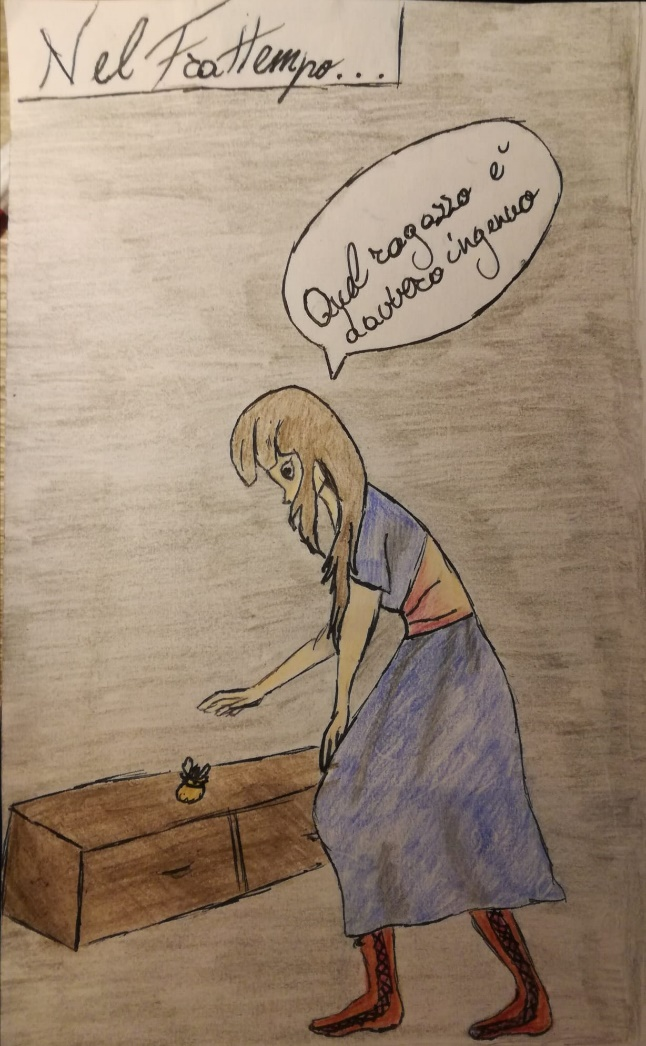 Nel Frattempo...
Quel ragazzo è
davvero ingenuo